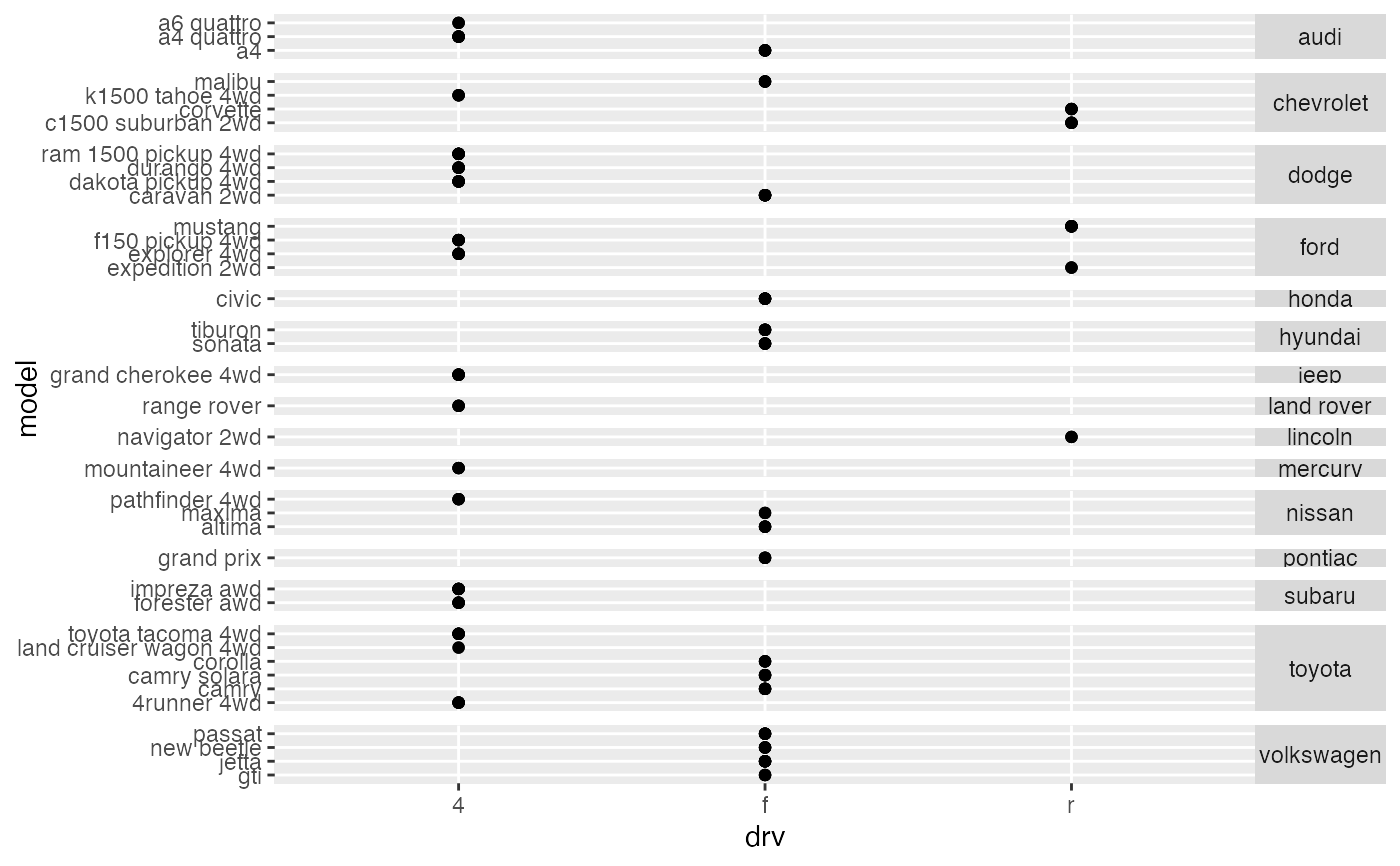 a6 quattro
a4 quattro
a4
audi
malibu
k1500 tahoe 4wd
corvette
c1500 suburban 2wd
chevrolet
ram 1500 pickup 4wd
durango 4wd
dakota pickup 4wd
caravan 2wd
dodge
mustang
f150 pickup 4wd
explorer 4wd
expedition 2wd
ford
civic
honda
tiburon
sonata
hyundai
grand cherokee 4wd
jeep
range rover
land rover
navigator 2wd
lincoln
mountaineer 4wd
mercury
pathfinder 4wd
maxima
altima
nissan
grand prix
pontiac
impreza awd
forester awd
subaru
toyota tacoma 4wd
land cruiser wagon 4wd
corolla
camry solara
camry
4runner 4wd
toyota
passat
new beetle
jetta
gti
volkswagen
model
4
f
r
drv